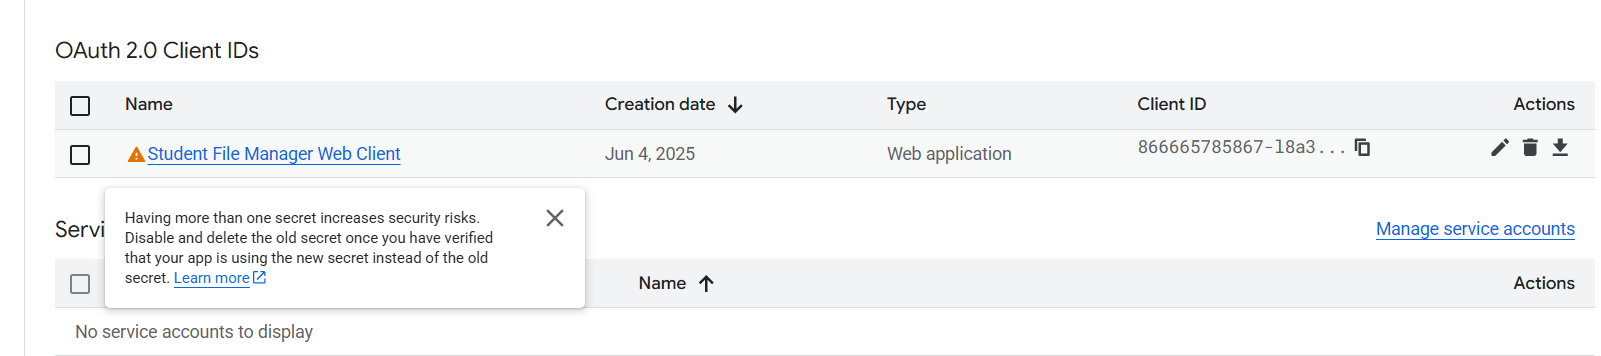 OAuth 2.0 Client IDs
Name Creation date Type Client ID Actions
Student File Manager Web Client Jun 4, 2025 Web application 866665785867-l8a3...
Having more than one secret increases security risks.
Disable and delete the old secret once you have verified
that your app is using the new secret instead of the old
secret. Learn more
Servi
Manage service accounts
Name Actions
No service accounts to display